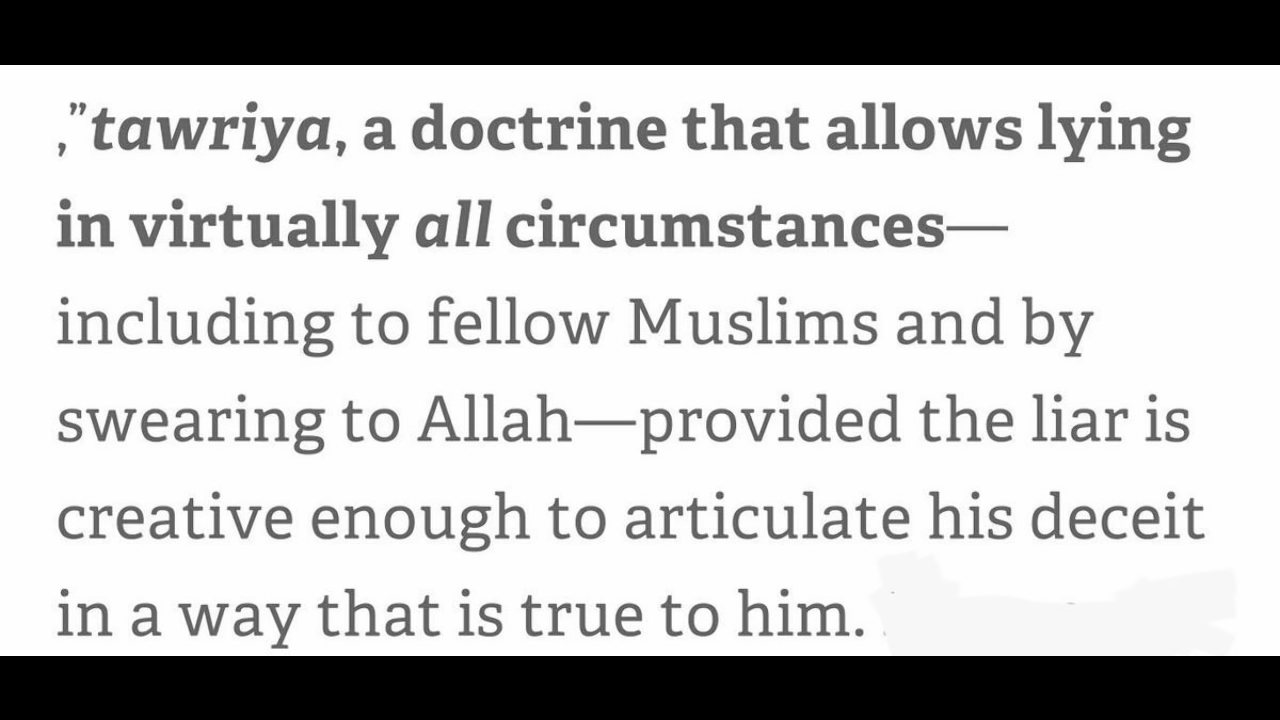 ,”tawriya, a doctrine that allows lying
in virtually all circumstances—
including to fellow Muslims and by
swearing to Allah—provided the liar is
creative enough to articulate his deceit
in a way that is true to him.